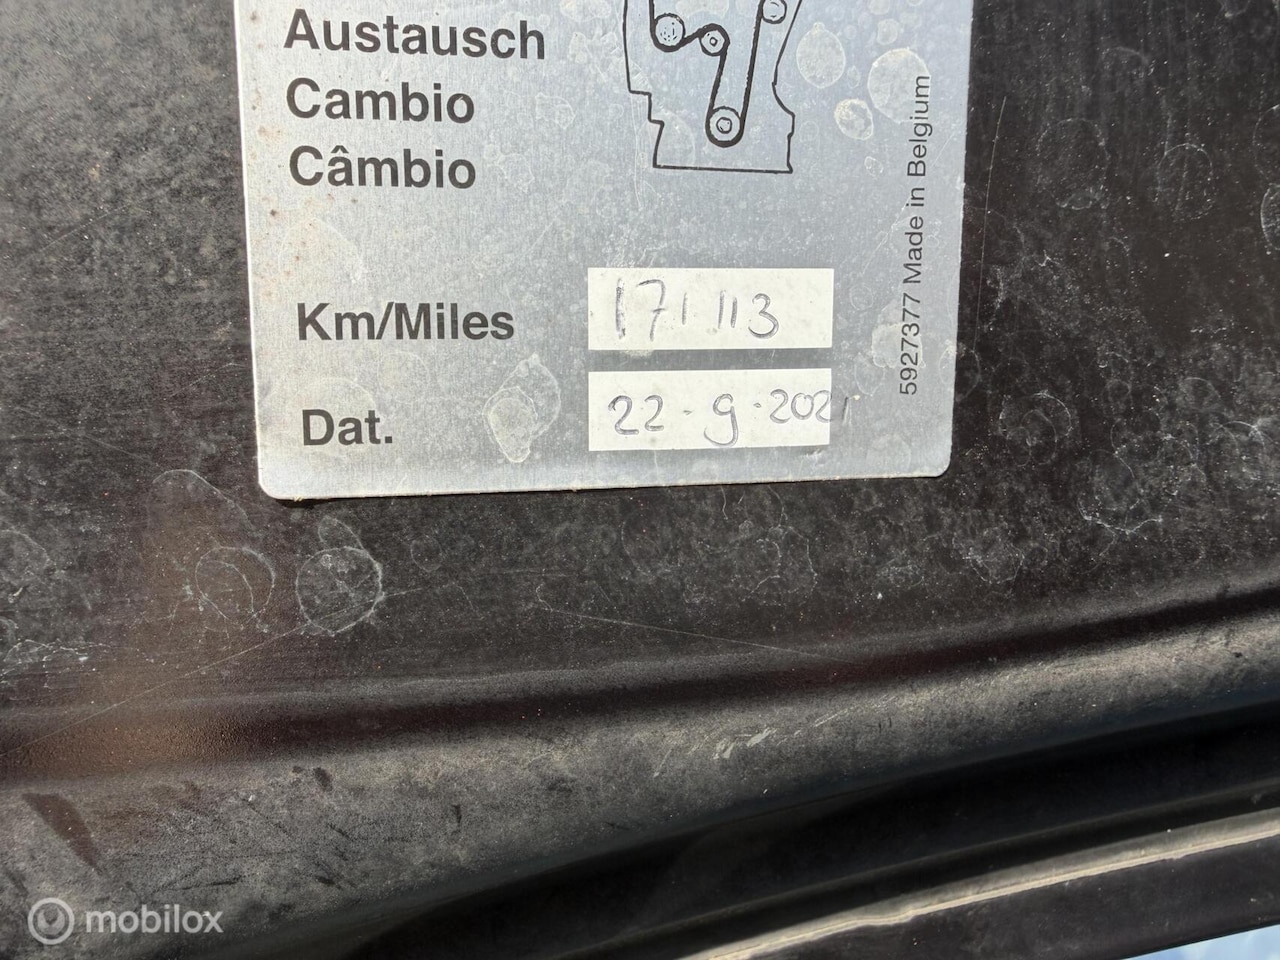 Austausch
Cambio
Câmbio
Km/Miles 171113
Dat. 22-9-2021
5927377 Made in Belgium
mobilox